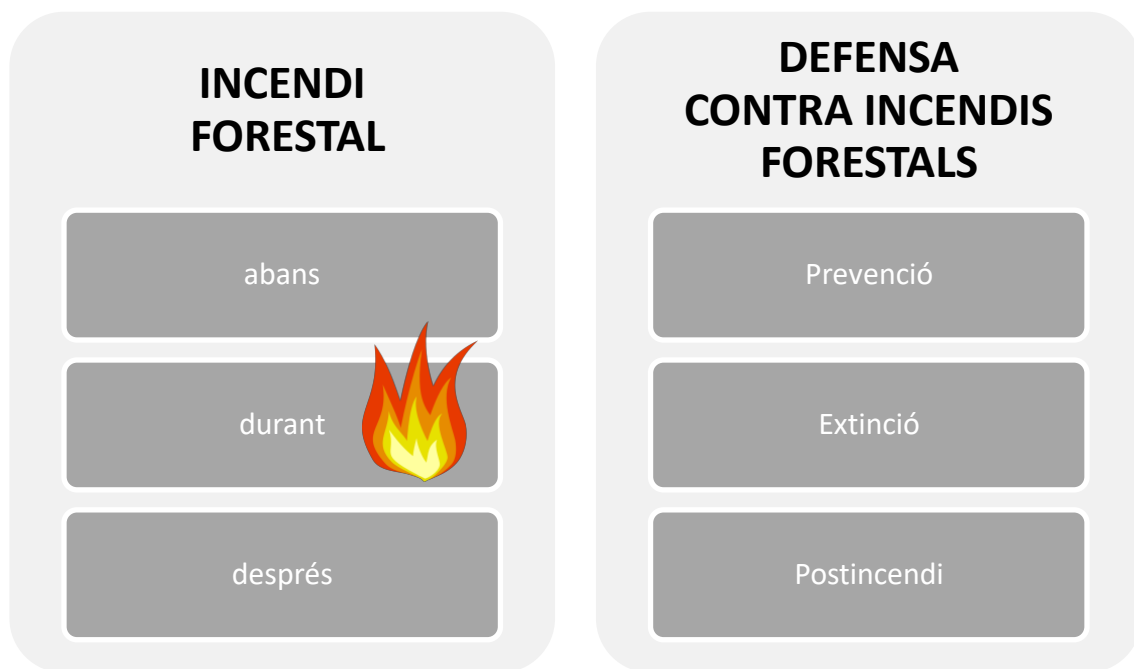 INCENDI
FORESTAL
abans
durant
després
DEFENSA
CONTRA INCENDIS
FORESTALS
Prevenció
Extinció
Postincendi